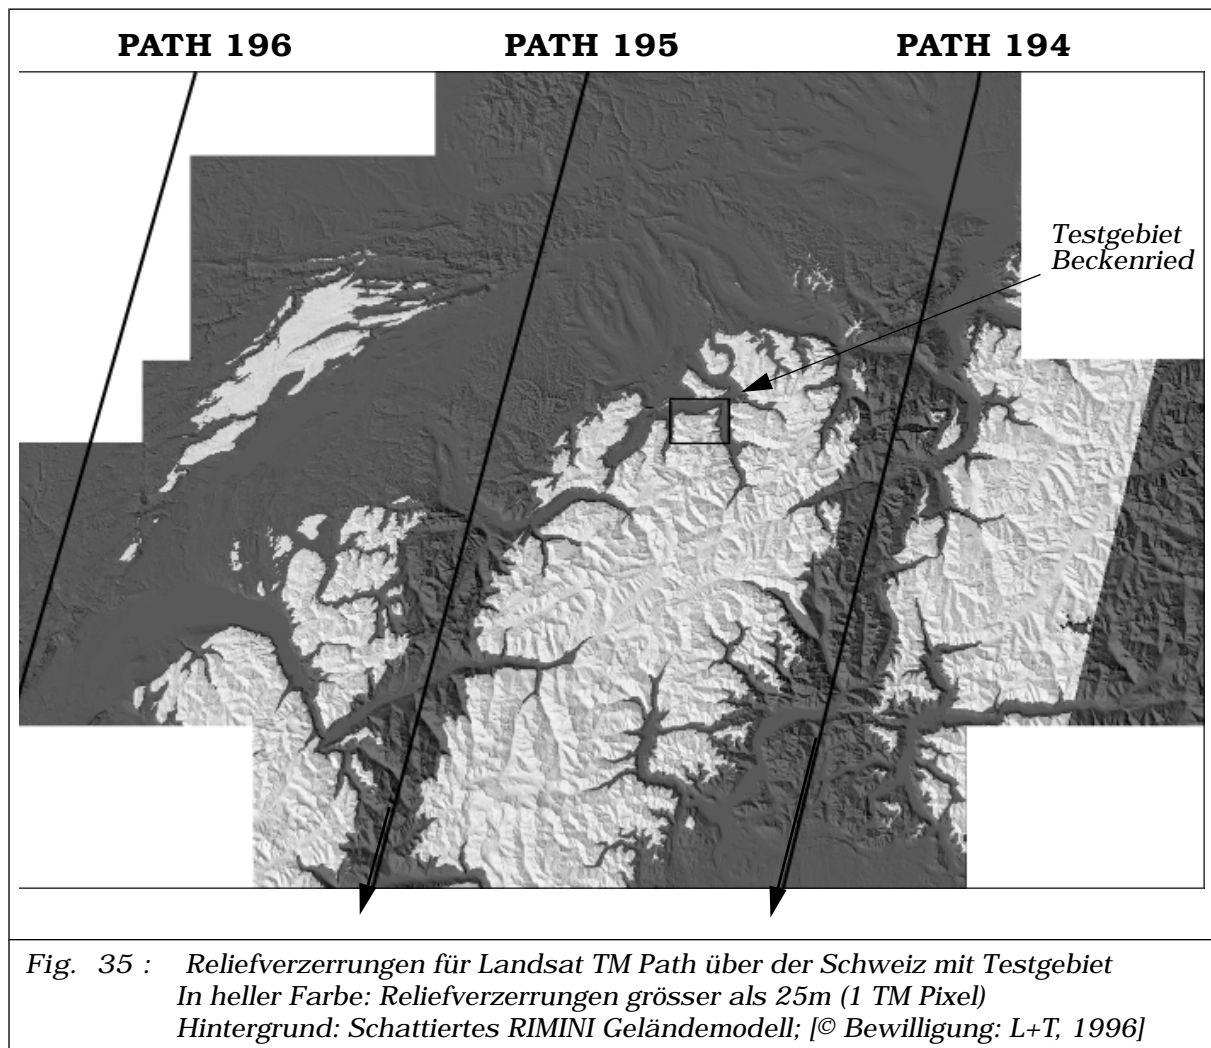 PATH 196 PATH 195 PATH 194
Testgebiet
Beckenried
Fig. 35 : Reliefverzerrungen für Landsat TM Path über der Schweiz mit Testgebiet
In heller Farbe: Reliefverzerrungen grösser als 25m (1 TM Pixel)
Hintergrund: Schattiertes RIMINI Geländemodell; [© Bewilligung: L+T, 1996]